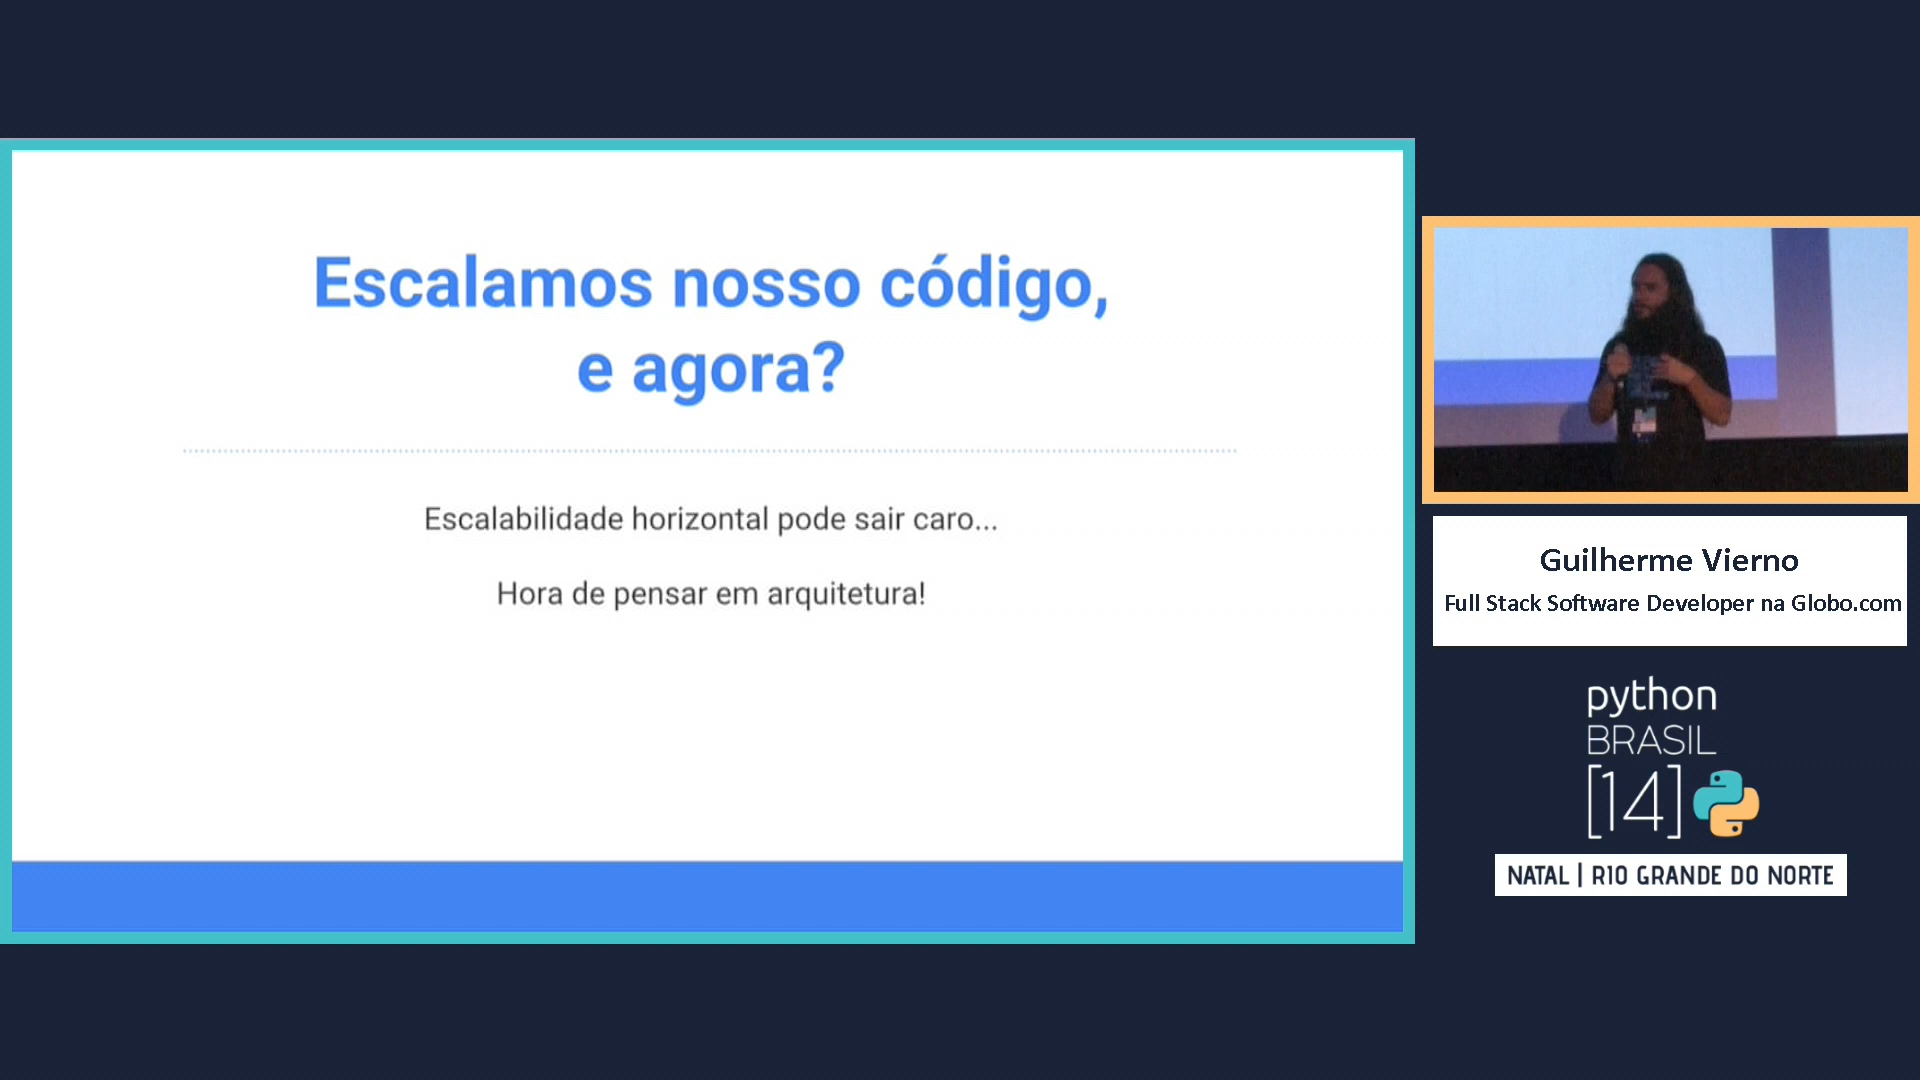 Escalamos nosso código,
e agora?
Escalabilidade horizontal pode sair caro...
Hora de pensar em arquitetura!
Guilherme Vierno
Full Stack Software Developer na Globo.com
python
BRASIL
[14]
NATAL | RIO GRANDE DO NORTE